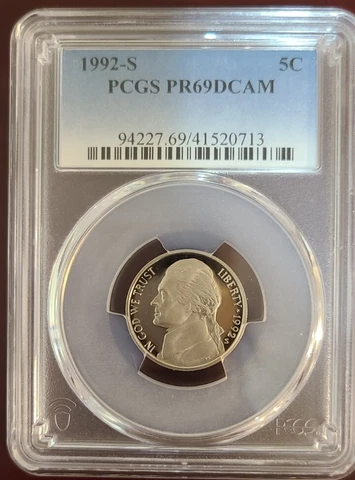 1992-S 5C
PCGS PR69DCAM
94227.69/41520713
IN GOD WE TRUST
LIBERTY ★ 1992
S
PCGS